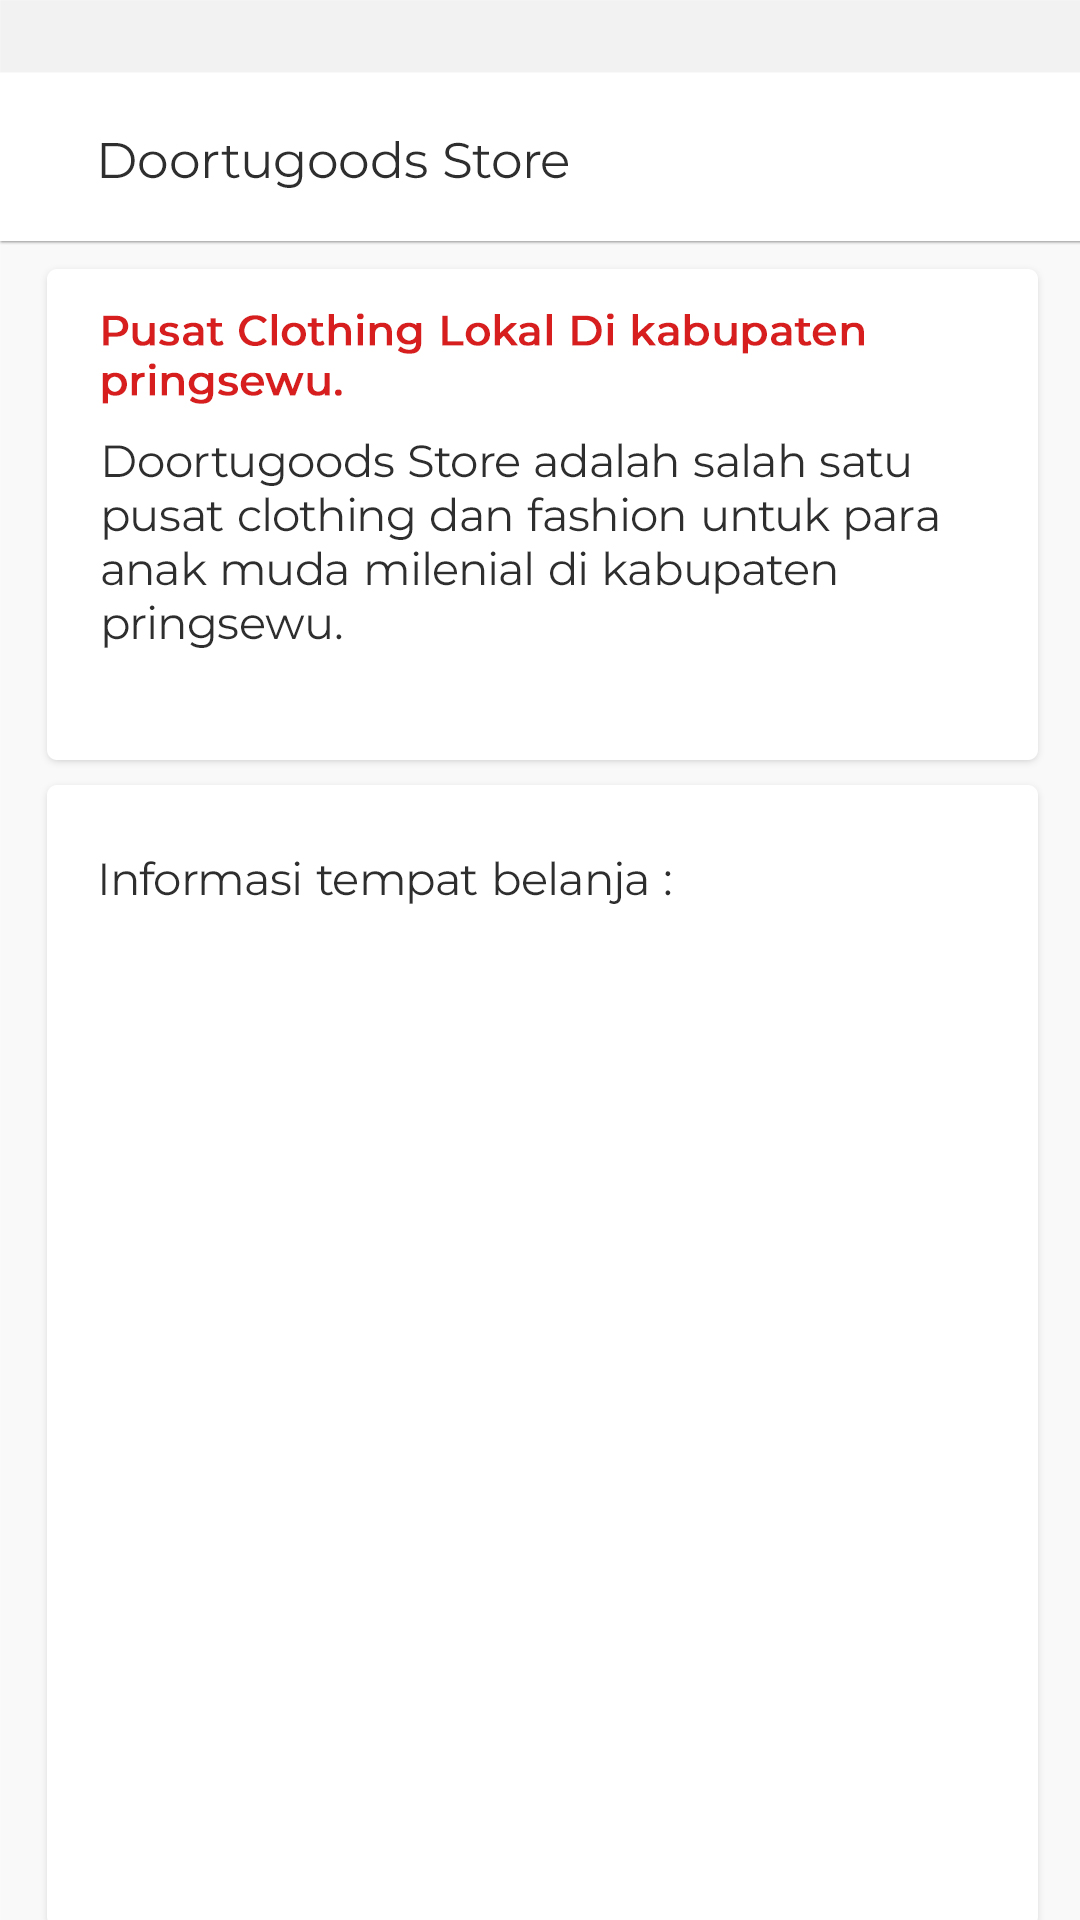 Doortugoods Store
Pusat Clothing Lokal Di kabupaten
pringsewu.
Doortugoods Store adalah salah satu
pusat clothing dan fashion untuk para
anak muda milenial di kabupaten
pringsewu.
Informasi tempat belanja :